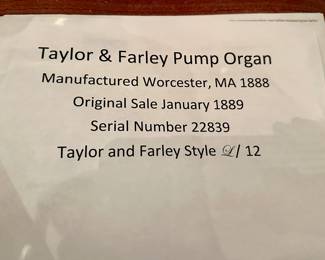 Taylor & Farley Pump Organ
Manufactured Worcester, MA 1888
Original Sale January 1889
Serial Number 22839
Taylor and Farley Style ℒ/ 12